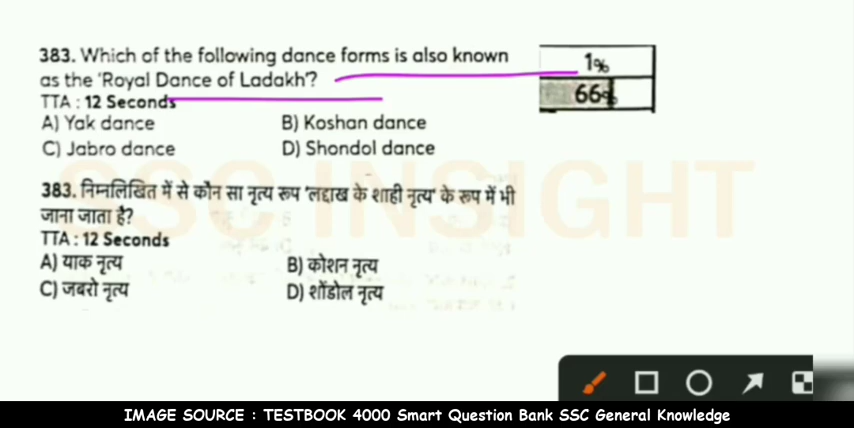 383. Which of the following dance forms is also known
as the 'Royal Dance of Ladakh'?
TTA : 12 Seconds
A) Yak dance B) Koshan dance
C) Jabro dance D) Shondol dance
1%
66%
383. निम्नलिखित में से कौन सा नृत्य रूप 'लद्दाख के शाही नृत्य' के रूप में भी
जाना जाता है?
TTA : 12 Seconds
A) याक नृत्य B) कोशन नृत्य
C) जबरो नृत्य D) शोंडोल नृत्य
SSC INSIGHT
IMAGE SOURCE : TESTBOOK 4000 Smart Question Bank SSC General Knowledge